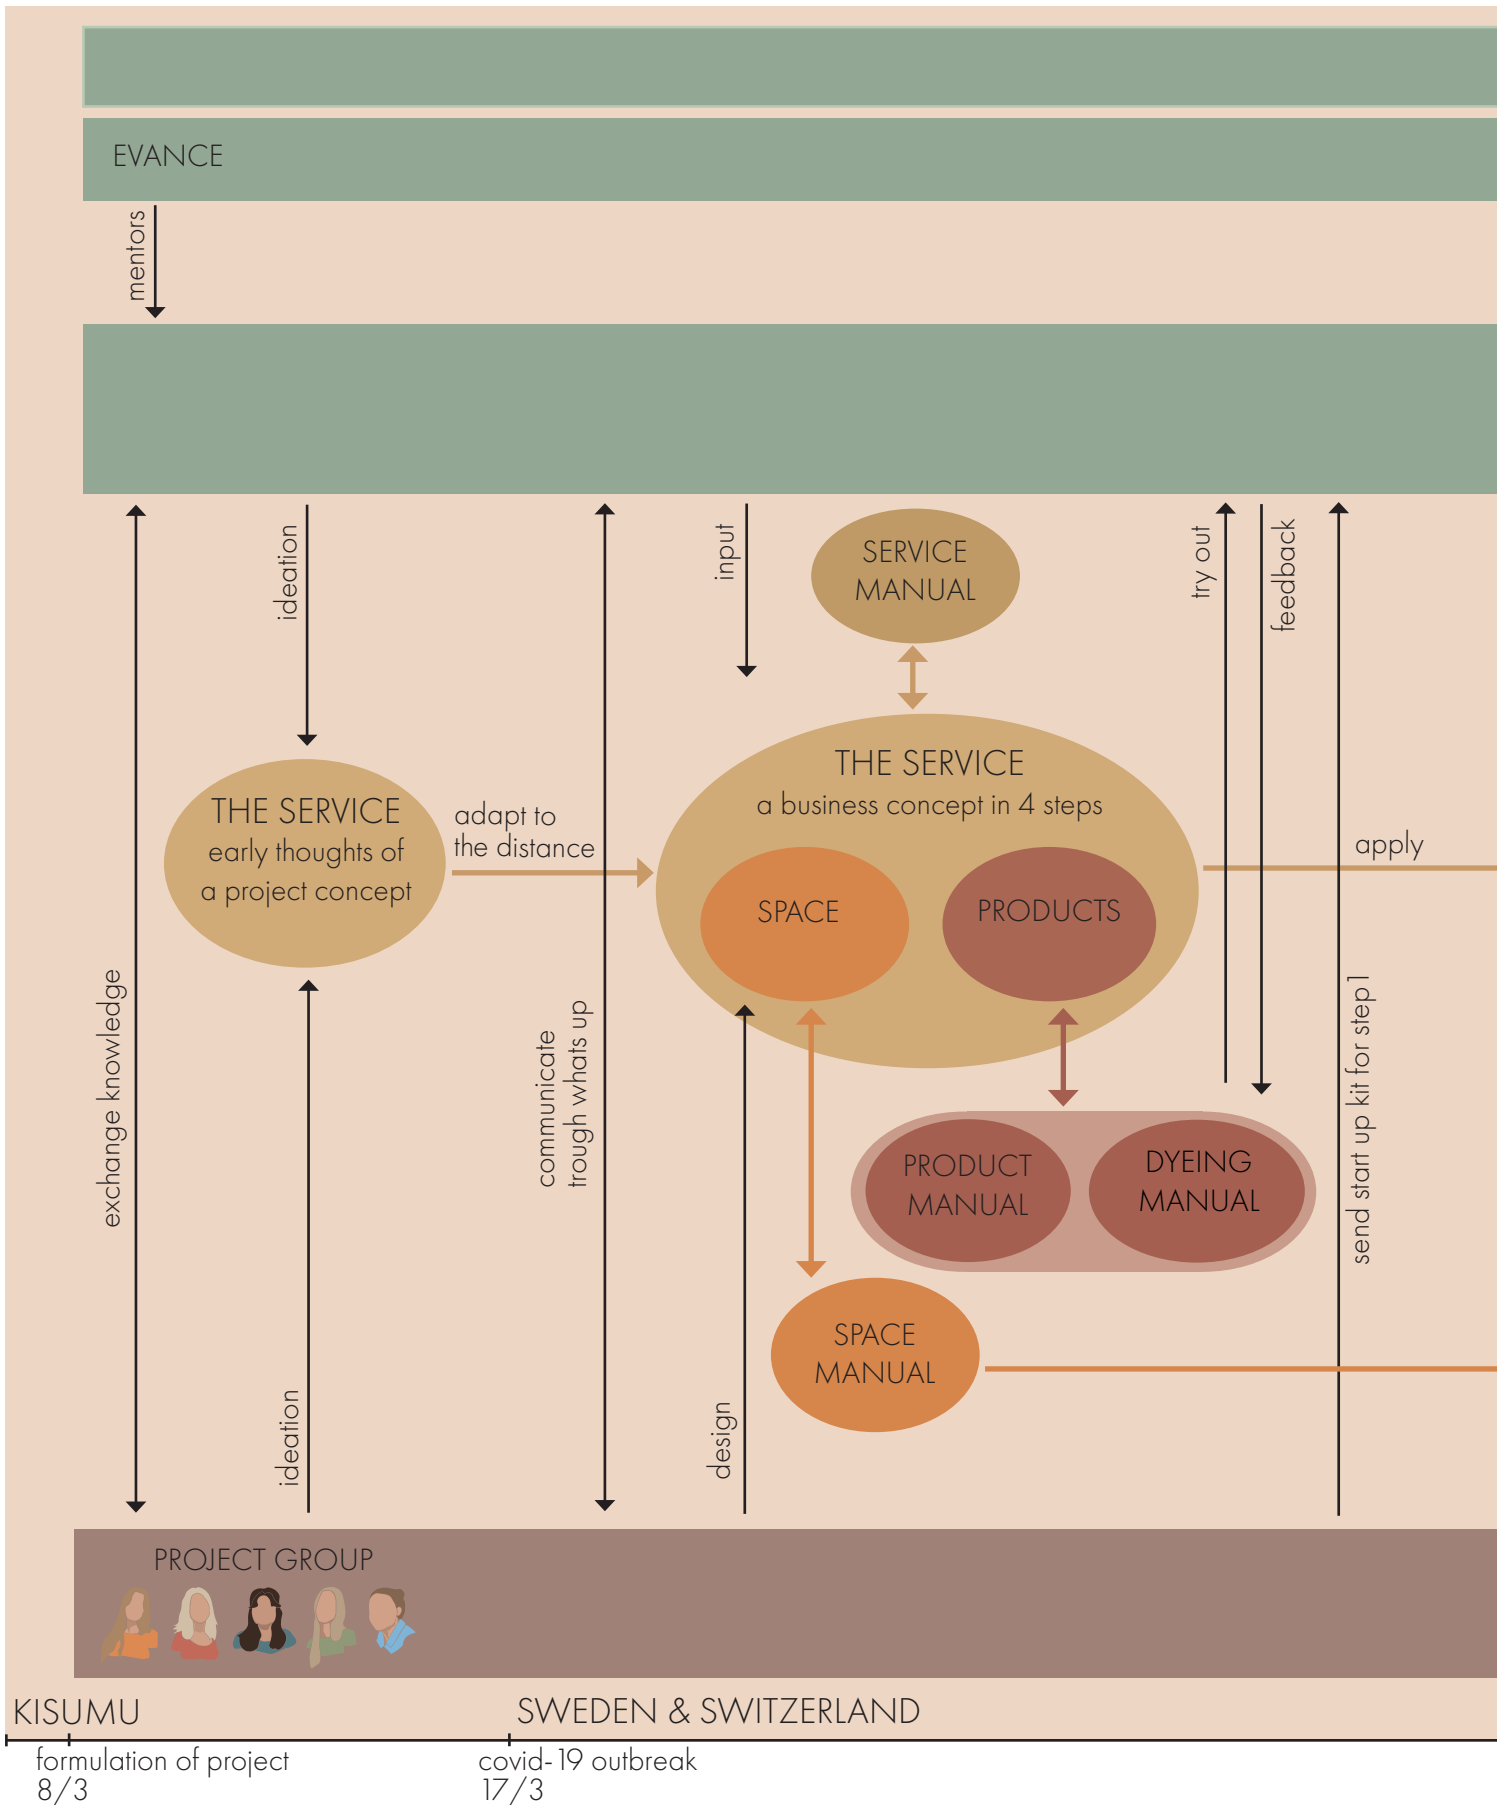 EVANCE
mentors
ideation
input
SERVICE
MANUAL
try out
feedback
THE SERVICE
a business concept in 4 steps
THE SERVICE
early thoughts of
a project concept
adapt to
the distance
apply
SPACE
PRODUCTS
exchange knowledge
communicate
trough whats up
send start up kit for step1
PRODUCT
MANUAL
DYEING
MANUAL
SPACE
MANUAL
ideation
design
PROJECT GROUP
KISUMU
SWEDEN & SWITZERLAND
formulation of project
8/3
covid-19 outbreak
17/3